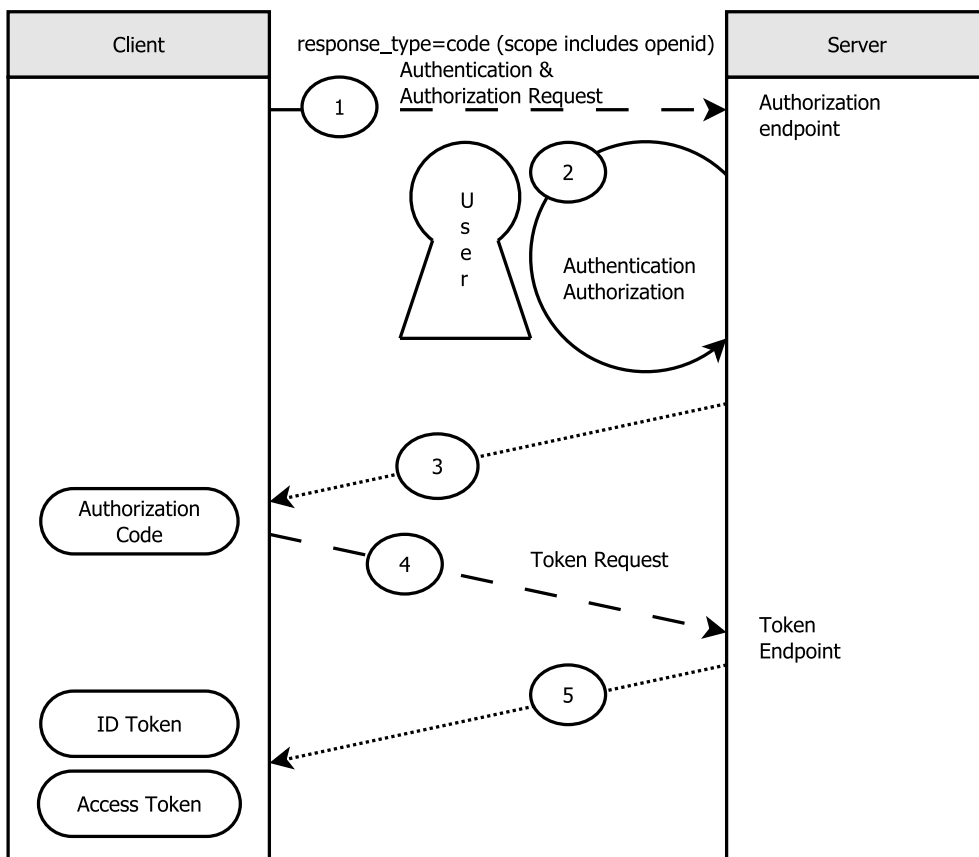 Client
response_type=code (scope includes openid)
Server
Authentication &
Authorization Request
1
Authorization
endpoint
2
U
s
e
r
Authentication
Authorization
3
Authorization
Code
4
Token Request
Token
Endpoint
5
ID Token
Access Token